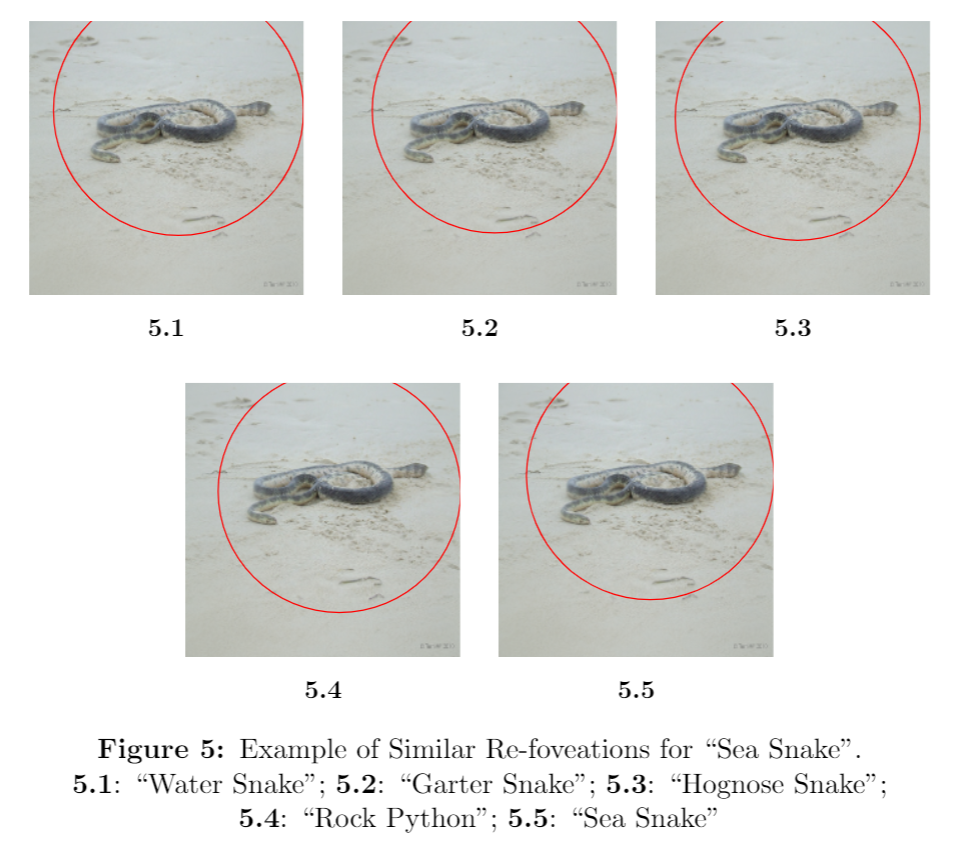 5.1
5.2
5.3
5.4
5.5
Figure 5: Example of Similar Re-foveations for “Sea Snake”.
5.1: “Water Snake”; 5.2: “Garter Snake”; 5.3: “Hognose Snake”;
5.4: “Rock Python”; 5.5: “Sea Snake”